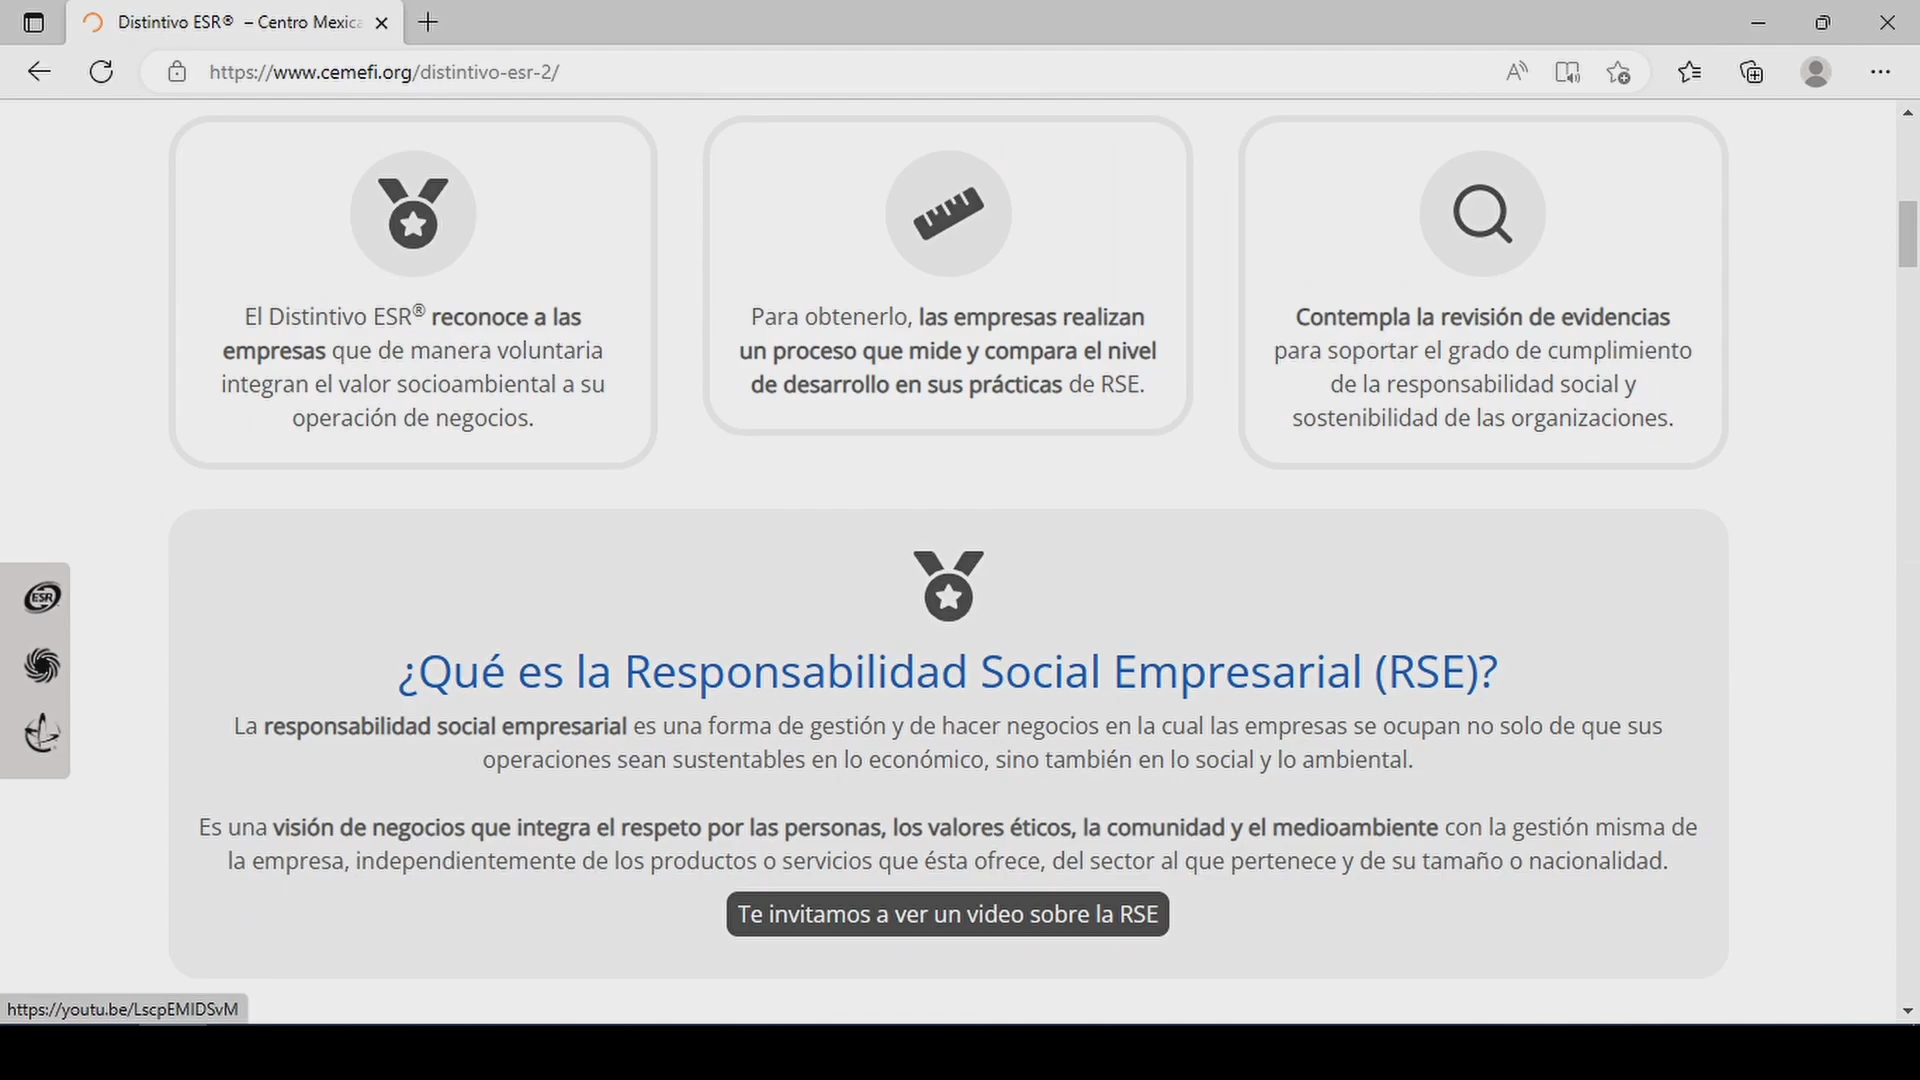 Distintivo ESR® – Centro Mexica
https://www.cemefi.org/distintivo-esr-2/
El Distintivo ESR® reconoce a las
empresas que de manera voluntaria
integran el valor socioambiental a su
operación de negocios.
Para obtenerlo, las empresas realizan
un proceso que mide y compara el nivel
de desarrollo en sus prácticas de RSE.
Contempla la revisión de evidencias
para soportar el grado de cumplimiento
de la responsabilidad social y
sostenibilidad de las organizaciones.
ESR
¿Qué es la Responsabilidad Social Empresarial (RSE)?
La responsabilidad social empresarial es una forma de gestión y de hacer negocios en la cual las empresas se ocupan no solo de que sus
operaciones sean sustentables en lo económico, sino también en lo social y lo ambiental.
Es una visión de negocios que integra el respeto por las personas, los valores éticos, la comunidad y el medioambiente con la gestión misma de
la empresa, independientemente de los productos o servicios que ésta ofrece, del sector al que pertenece y de su tamaño o nacionalidad.
Te invitamos a ver un video sobre la RSE
https://youtu.be/LscpEMIDSvM